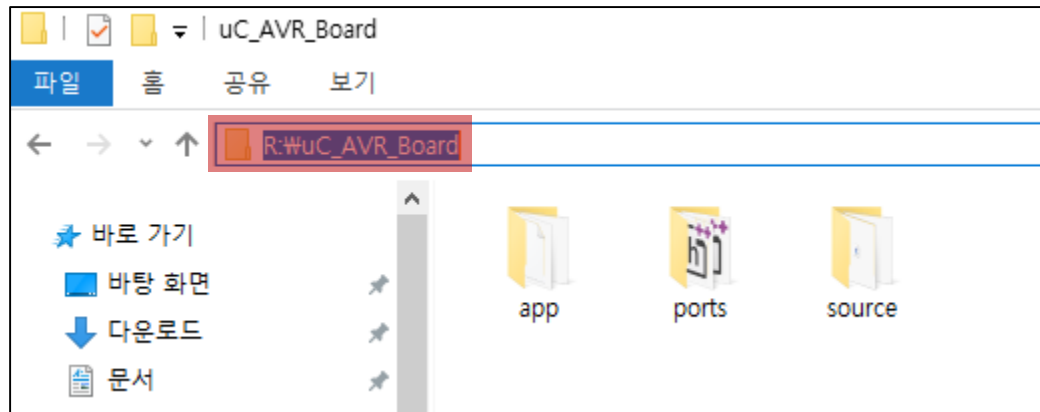 uC_AVR_Board
파일 홈 공유 보기
R:₩uC_AVR_Board
바로 가기
바탕 화면
다운로드
문서
app ports source